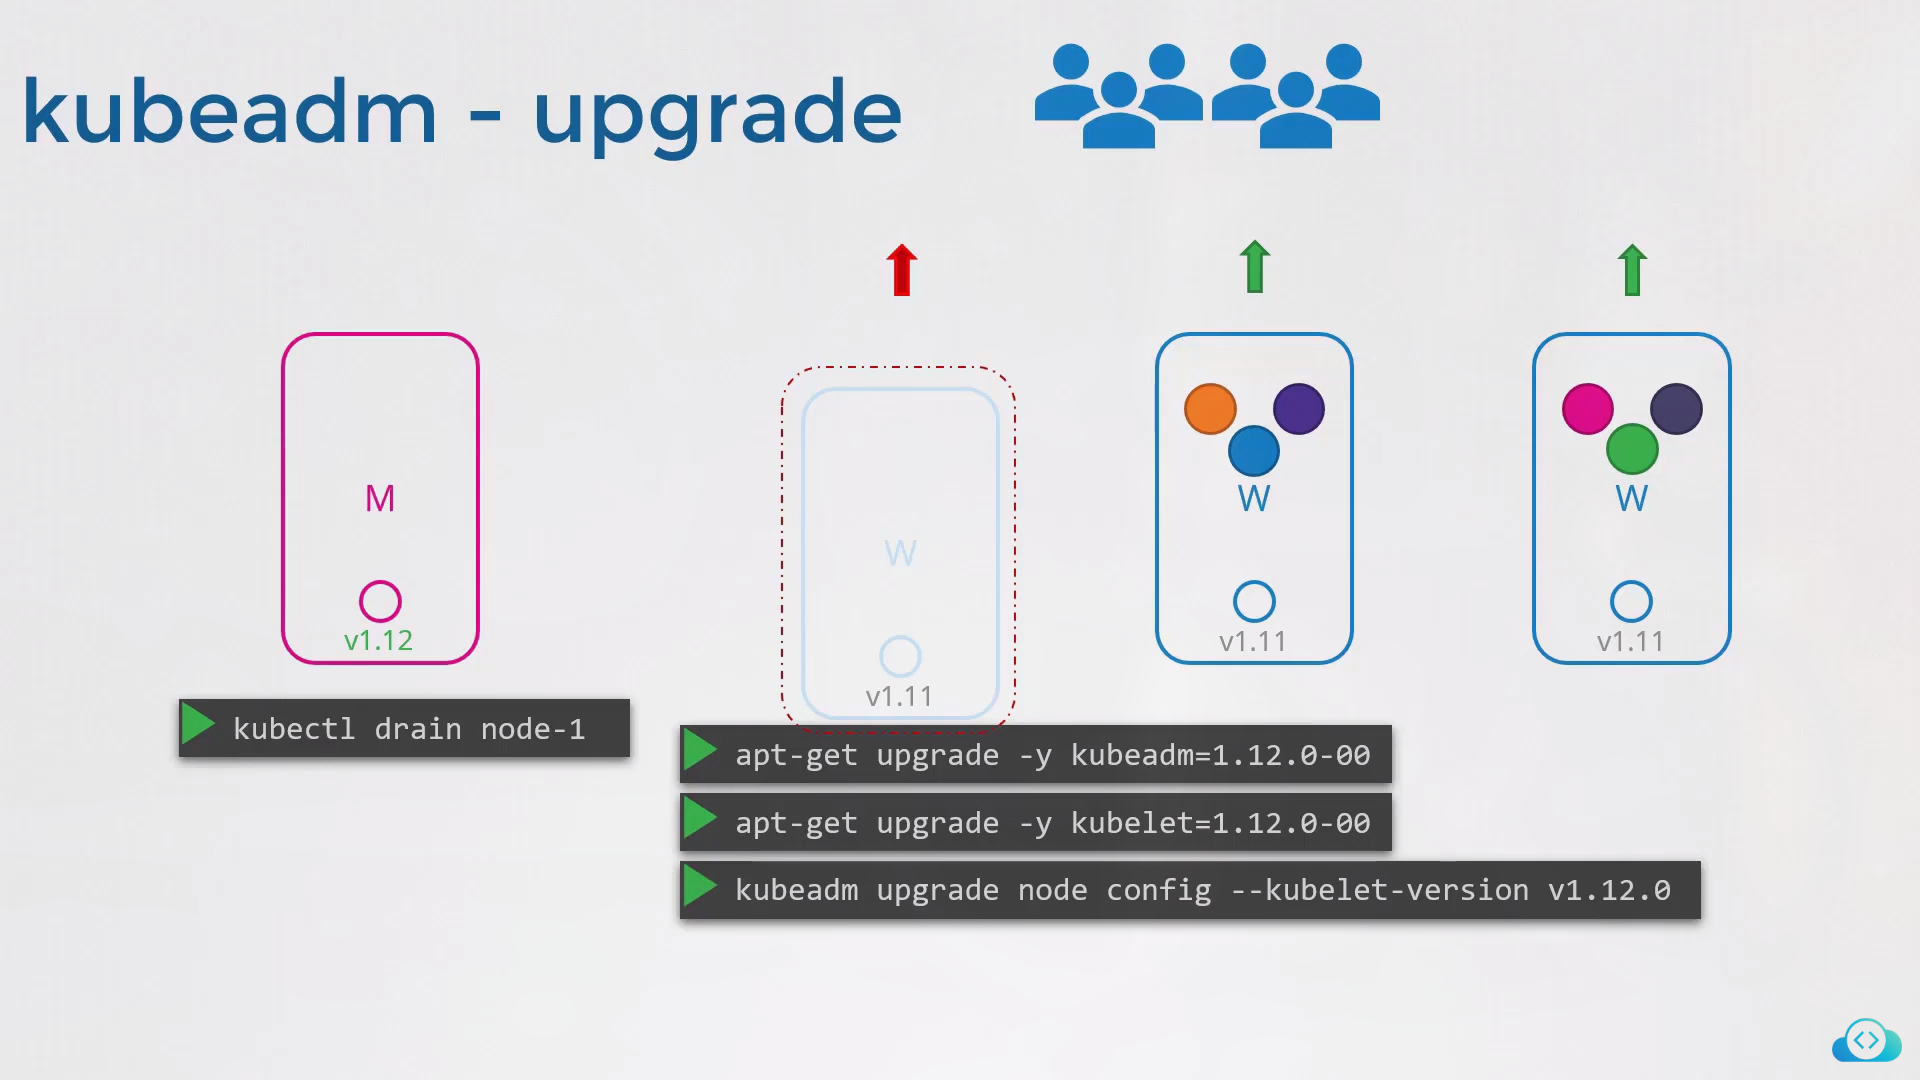 kubeadm - upgrade
M
v1.12
W
v1.11
W
v1.11
W
v1.11
kubectl drain node-1
apt-get upgrade -y kubeadm=1.12.0-00
apt-get upgrade -y kubelet=1.12.0-00
kubeadm upgrade node config --kubelet-version v1.12.0